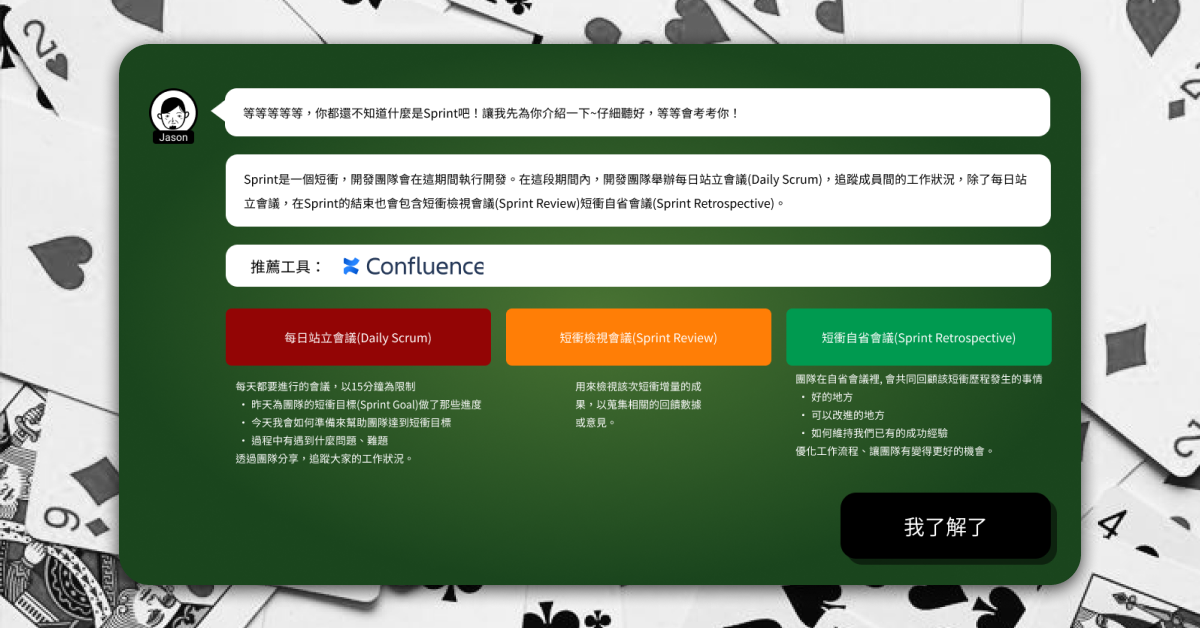 等等等等等，你都還不知道什麼是Sprint吧！讓我先為你介紹一下~仔細聽好，等等會考考你！
Jason
Sprint是一個短衝，開發團隊會在這期間執行開發。在這段期間內，開發團隊舉辦每日站立會議(Daily Scrum)，追蹤成員間的工作狀況，除了每日站
立會議，在Sprint的結束也會包含短衝檢視會議(Sprint Review)短衝自省會議(Sprint Retrospective)。
推薦工具： Confluence
每日站立會議(Daily Scrum)
每天都要進行的會議，以15分鐘為限制
• 昨天為團隊的短衝目標(Sprint Goal)做了那些進度
• 今天我會如何準備來幫助團隊達到短衝目標
• 過程中有遇到什麼問題、難題
透過團隊分享，追蹤大家的工作狀況。
短衝檢視會議(Sprint Review)
用來檢視該次短衝增量的成
果，以蒐集相關的回饋數據
或意見。
短衝自省會議(Sprint Retrospective)
團隊在自省會議裡, 會共同回顧該短衝歷程發生的事情
• 好的地方
• 可以改進的地方
• 如何維持我們已有的成功經驗
優化工作流程、讓團隊有變得更好的機會。
我了解了
2
6
4
2